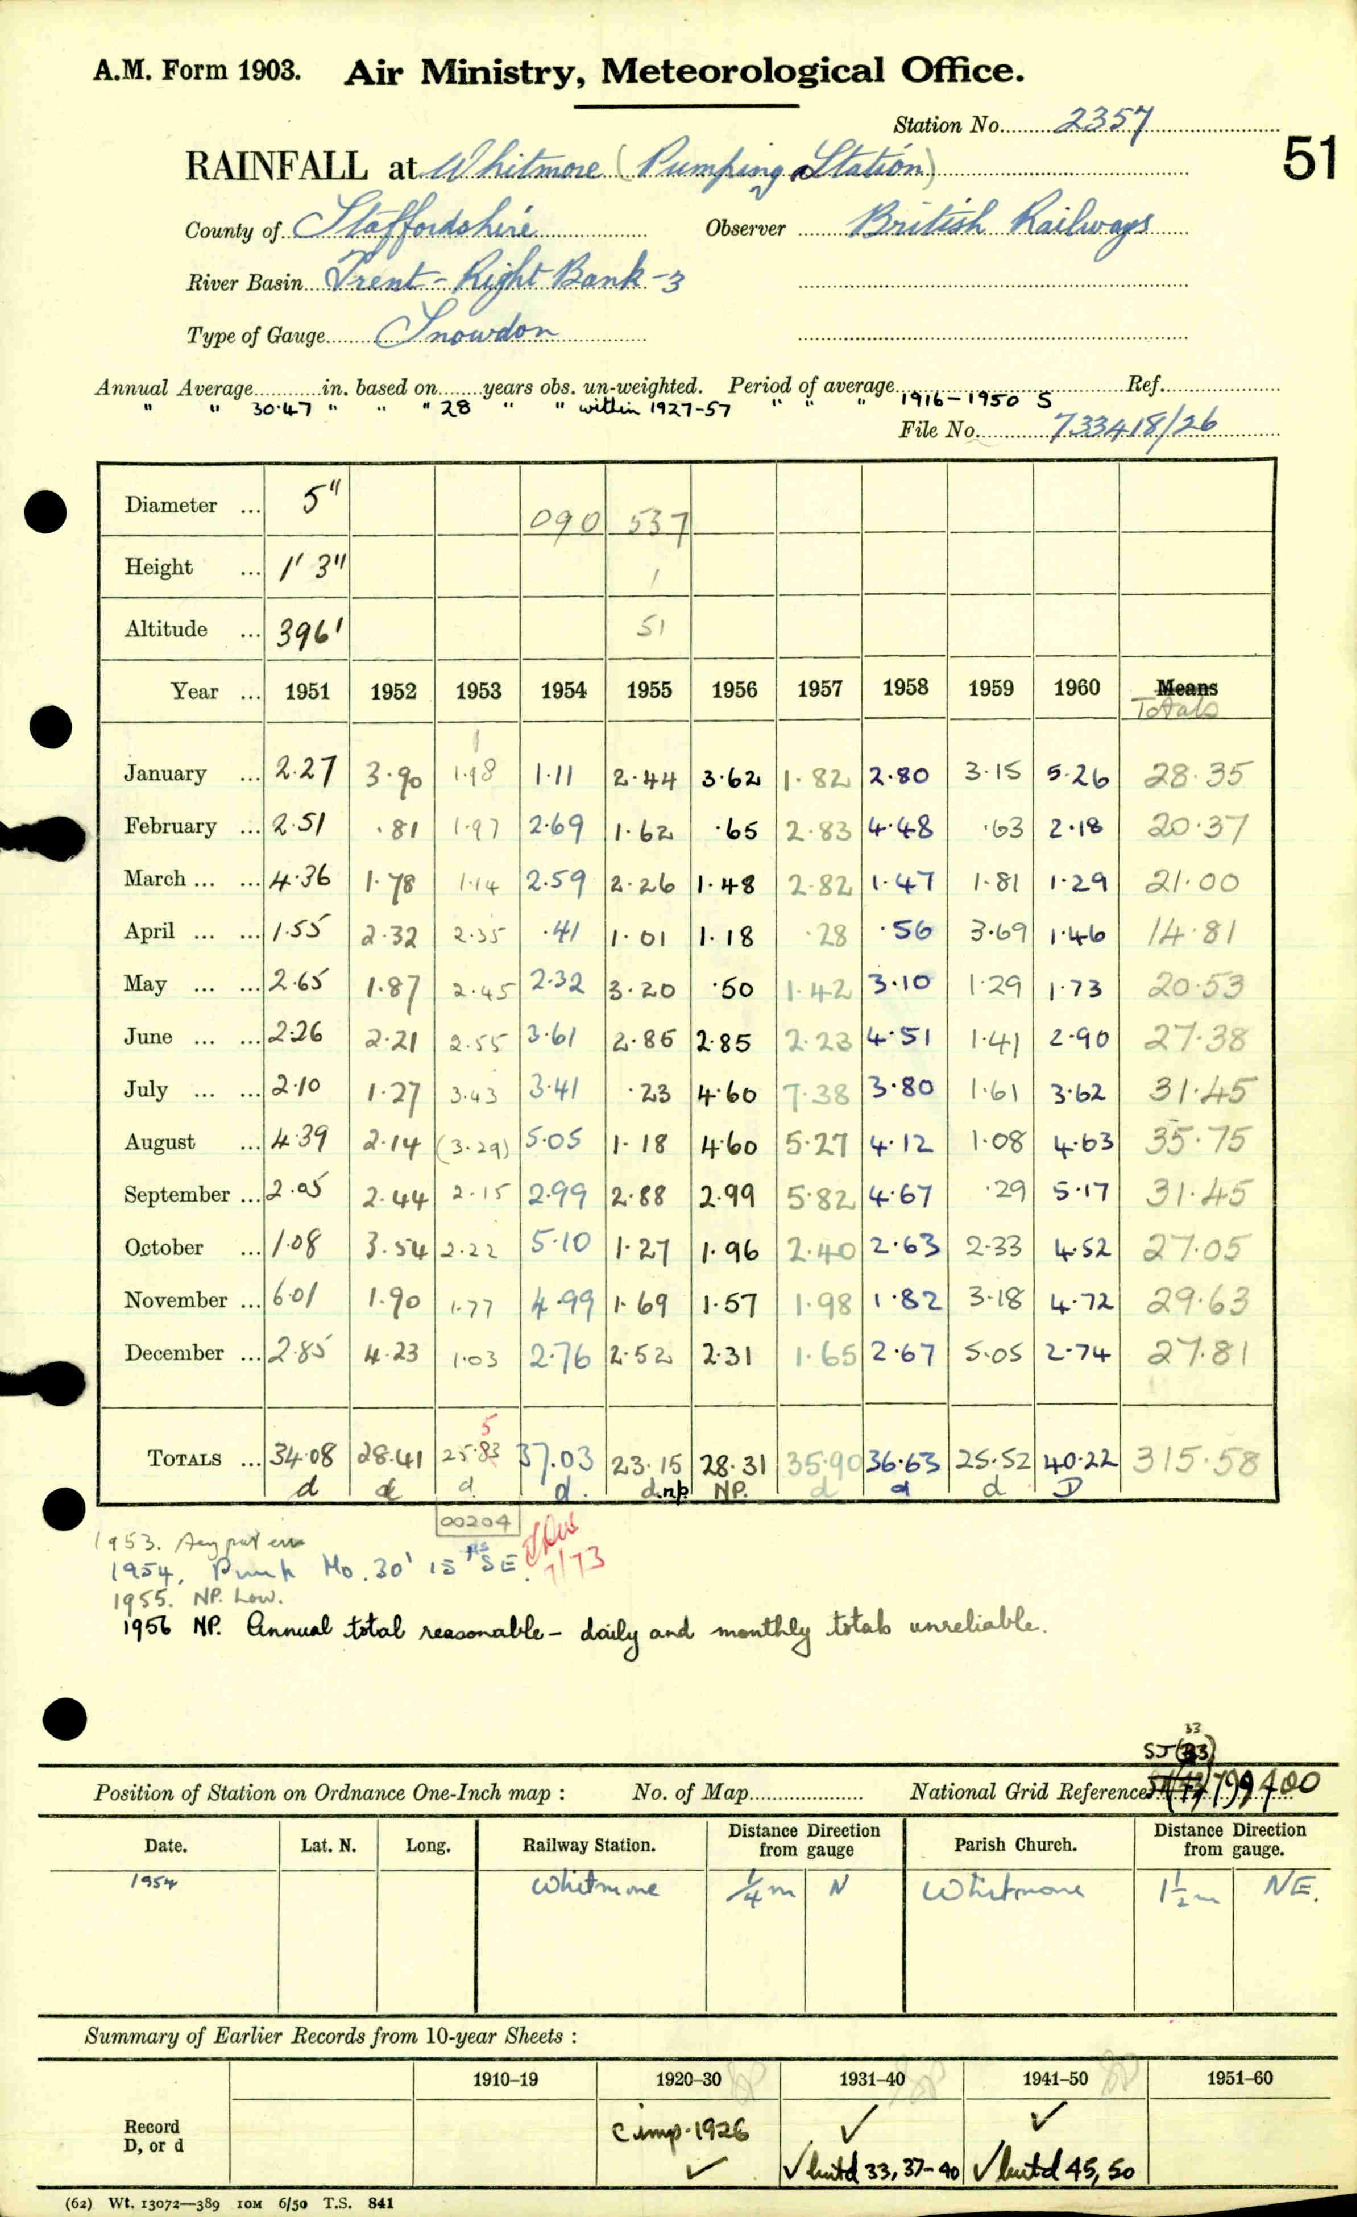 A.M. Form 1903. Air Ministry, Meteorological Office.
Station No. 2357
51
RAINFALL at Whitmore (Pumping Station)
County of Staffordshire Observer British Railways
River Basin Trent - Right Bank - 3
Type of Gauge Snowdon
Annual Average in. based on years obs. un-weighted. Period of average Ref.
" " 30.47 " " " 28 " " within 1927-57 " " " 1916-1950 S
File No. 733418/26
Diameter ... 5" 090 537
Height ... 1' 3" 1
Altitude ... 396' 51
Year ... 1951 1952 1953 1954 1955 1956 1957 1958 1959 1960 Means
Totals
1
January ... 2.27 3.90 1.98 1.11 2.44 3.62 1.82 2.80 3.15 5.26 28.35
February ... 2.51 .81 1.97 2.69 1.62 .65 2.83 4.48 .63 2.18 20.37
March ... ... 4.36 1.78 1.14 2.59 2.26 1.48 2.82 1.47 1.81 1.29 21.00
April ... ... 1.55 2.32 2.35 .41 1.01 1.18 .28 .56 3.69 1.46 14.81
May ... ... 2.65 1.87 2.45 2.32 3.20 .50 1.42 3.10 1.29 1.73 20.53
June ... ... 2.26 2.21 2.55 3.61 2.85 2.85 2.23 4.51 1.41 2.90 27.38
July ... ... 2.10 1.27 3.43 3.41 .23 4.60 7.38 3.80 1.61 3.62 31.45
August ... 4.39 2.14 (3.29) 5.05 1.18 4.60 5.27 4.12 1.08 4.63 35.75
September ... 2.05 2.44 2.15 2.99 2.88 2.99 5.82 4.67 .29 5.17 31.45
October ... 1.08 3.54 2.22 5.10 1.27 1.96 2.40 2.63 2.33 4.52 27.05
November ... 6.01 1.90 1.77 4.99 1.69 1.57 1.98 1.82 3.18 4.72 29.63
December ... 2.85 4.23 1.03 2.76 2.52 2.31 1.65 2.67 5.05 2.74 27.81
5
TOTALS ... 34.08 28.41 25.83 37.03 23.15 28.31 35.90 36.63 25.52 40.22 315.58
d d d d. d.np. NP. d d d D
00204
1953. Aug pat
1954, Pump Ho. 30' 15 SE.
7/73
1955. NP. Low.
1956 NP. Annual total reasonable - daily and monthly totals unreliable.
33
SJ (33)
Position of Station on Ordnance One-Inch map : No. of Map National Grid Reference 799400
Date. Lat. N. Long. Railway Station. Distance Direction from gauge Parish Church. Distance Direction from gauge.
1954 Whitmore 1/4 m N Whitmore 1 1/2 m NE.
Summary of Earlier Records from 10-year Sheets :
1910–19 1920–30 1931–40 1941–50 1951–60
Record
D, or d
c imp. 1926 ✓ ✓
✓ ✓ but d 33, 37-40 ✓ but d 45, 50
(62) Wt. 13072—389 10M 6/50 T.S. 841